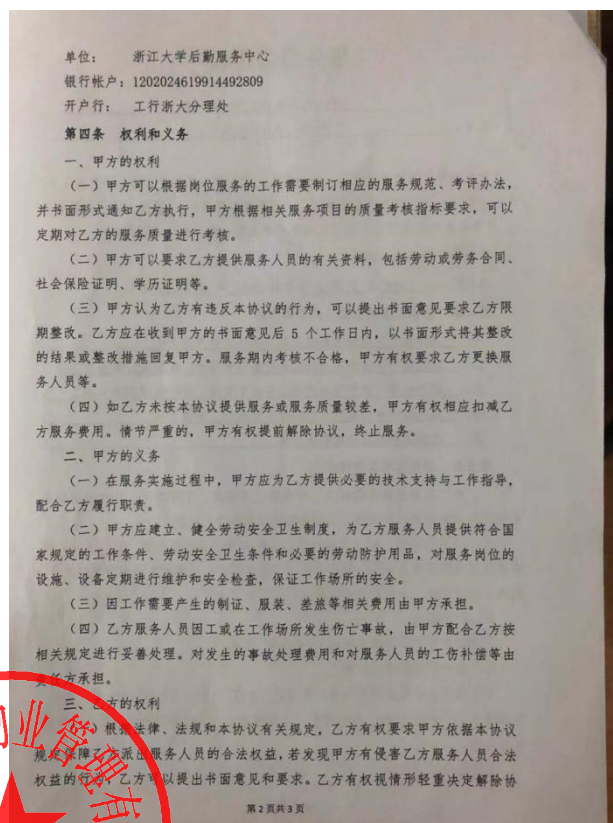 单位： 浙江大学后勤服务中心
银行帐户：1202024619914492809
开户行： 工行浙大分理处
第四条 权利和义务
一、甲方的权利
（一）甲方可以根据岗位服务的工作需要制订相应的服务规范、考评办法，
并书面形式通知乙方执行，甲方根据相关服务项目的质量考核指标要求，可以
定期对乙方的服务质量进行考核。
（二）甲方可以要求乙方提供服务人员的有关资料，包括劳动或劳务合同、
社会保险证明、学历证明等。
（三）甲方认为乙方有违反本协议的行为，可以提出书面意见要求乙方限
期整改。乙方应在收到甲方的书面意见后 5 个工作日内，以书面形式将其整改
的结果或整改措施回复甲方。服务期内考核不合格，甲方有权要求乙方更换服
务人员等。
（四）如乙方未按本协议提供服务或服务质量较差，甲方有权相应扣减乙
方服务费用。情节严重的，甲方有权提前解除协议，终止服务。
二、甲方的义务
（一）在服务实施过程中，甲方应为乙方提供必要的技术支持与工作指导，
配合乙方履行职责。
（二）甲方应建立、健全劳动安全卫生制度，为乙方服务人员提供符合国
家规定的工作条件、劳动安全卫生条件和必要的劳动防护用品，对服务岗位的
设施、设备定期进行维护和安全检查，保证工作场所的安全。
（三）因工作需要产生的制证、服装、差旅等相关费用由甲方承担。
（四）乙方服务人员因工或在工作场所发生伤亡事故，由甲方配合乙方按
相关规定进行妥善处理。对发生的事故处理费用和对服务人员的工伤补偿等由
责任方承担。
三、乙方的权利
根据法律、法规和本协议有关规定，乙方有权要求甲方依据本协议
规定保障乙方派出服务人员的合法权益，若发现甲方有侵害乙方服务人员合法
权益的行为，乙方可以提出书面意见和要求。乙方有权视情形轻重决定解除协
业管理有
第 2 页共 3 页